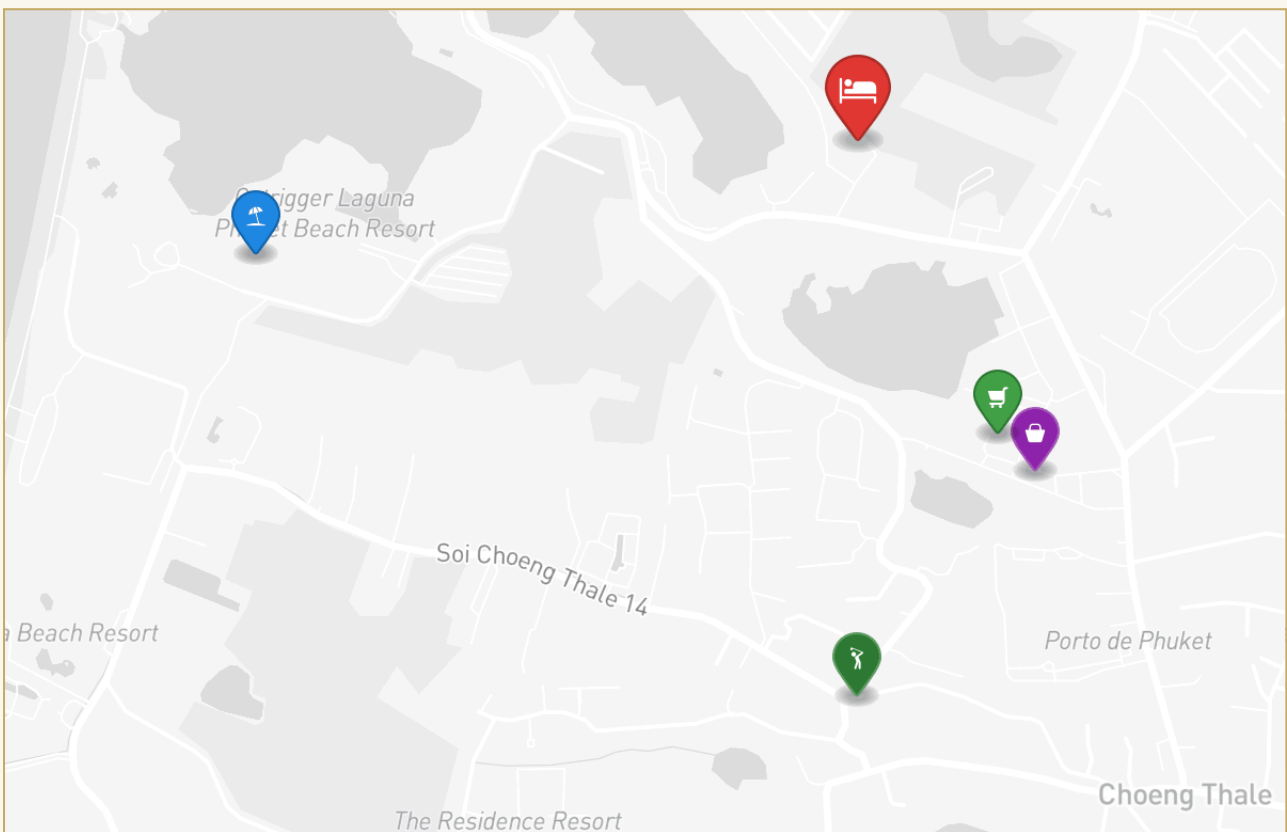 Laguna
Beach Resort
Soi Choeng Thale 14
a Beach Resort
Porto de Phuket
Choeng Thale
The Residence Resort